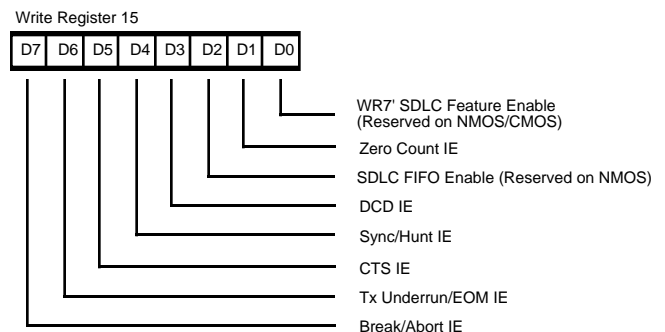 Write Register 15
D7 D6 D5 D4 D3 D2 D1 D0
WR7' SDLC Feature Enable
(Reserved on NMOS/CMOS)
Zero Count IE
SDLC FIFO Enable (Reserved on NMOS)
DCD IE
Sync/Hunt IE
CTS IE
Tx Underrun/EOM IE
Break/Abort IE